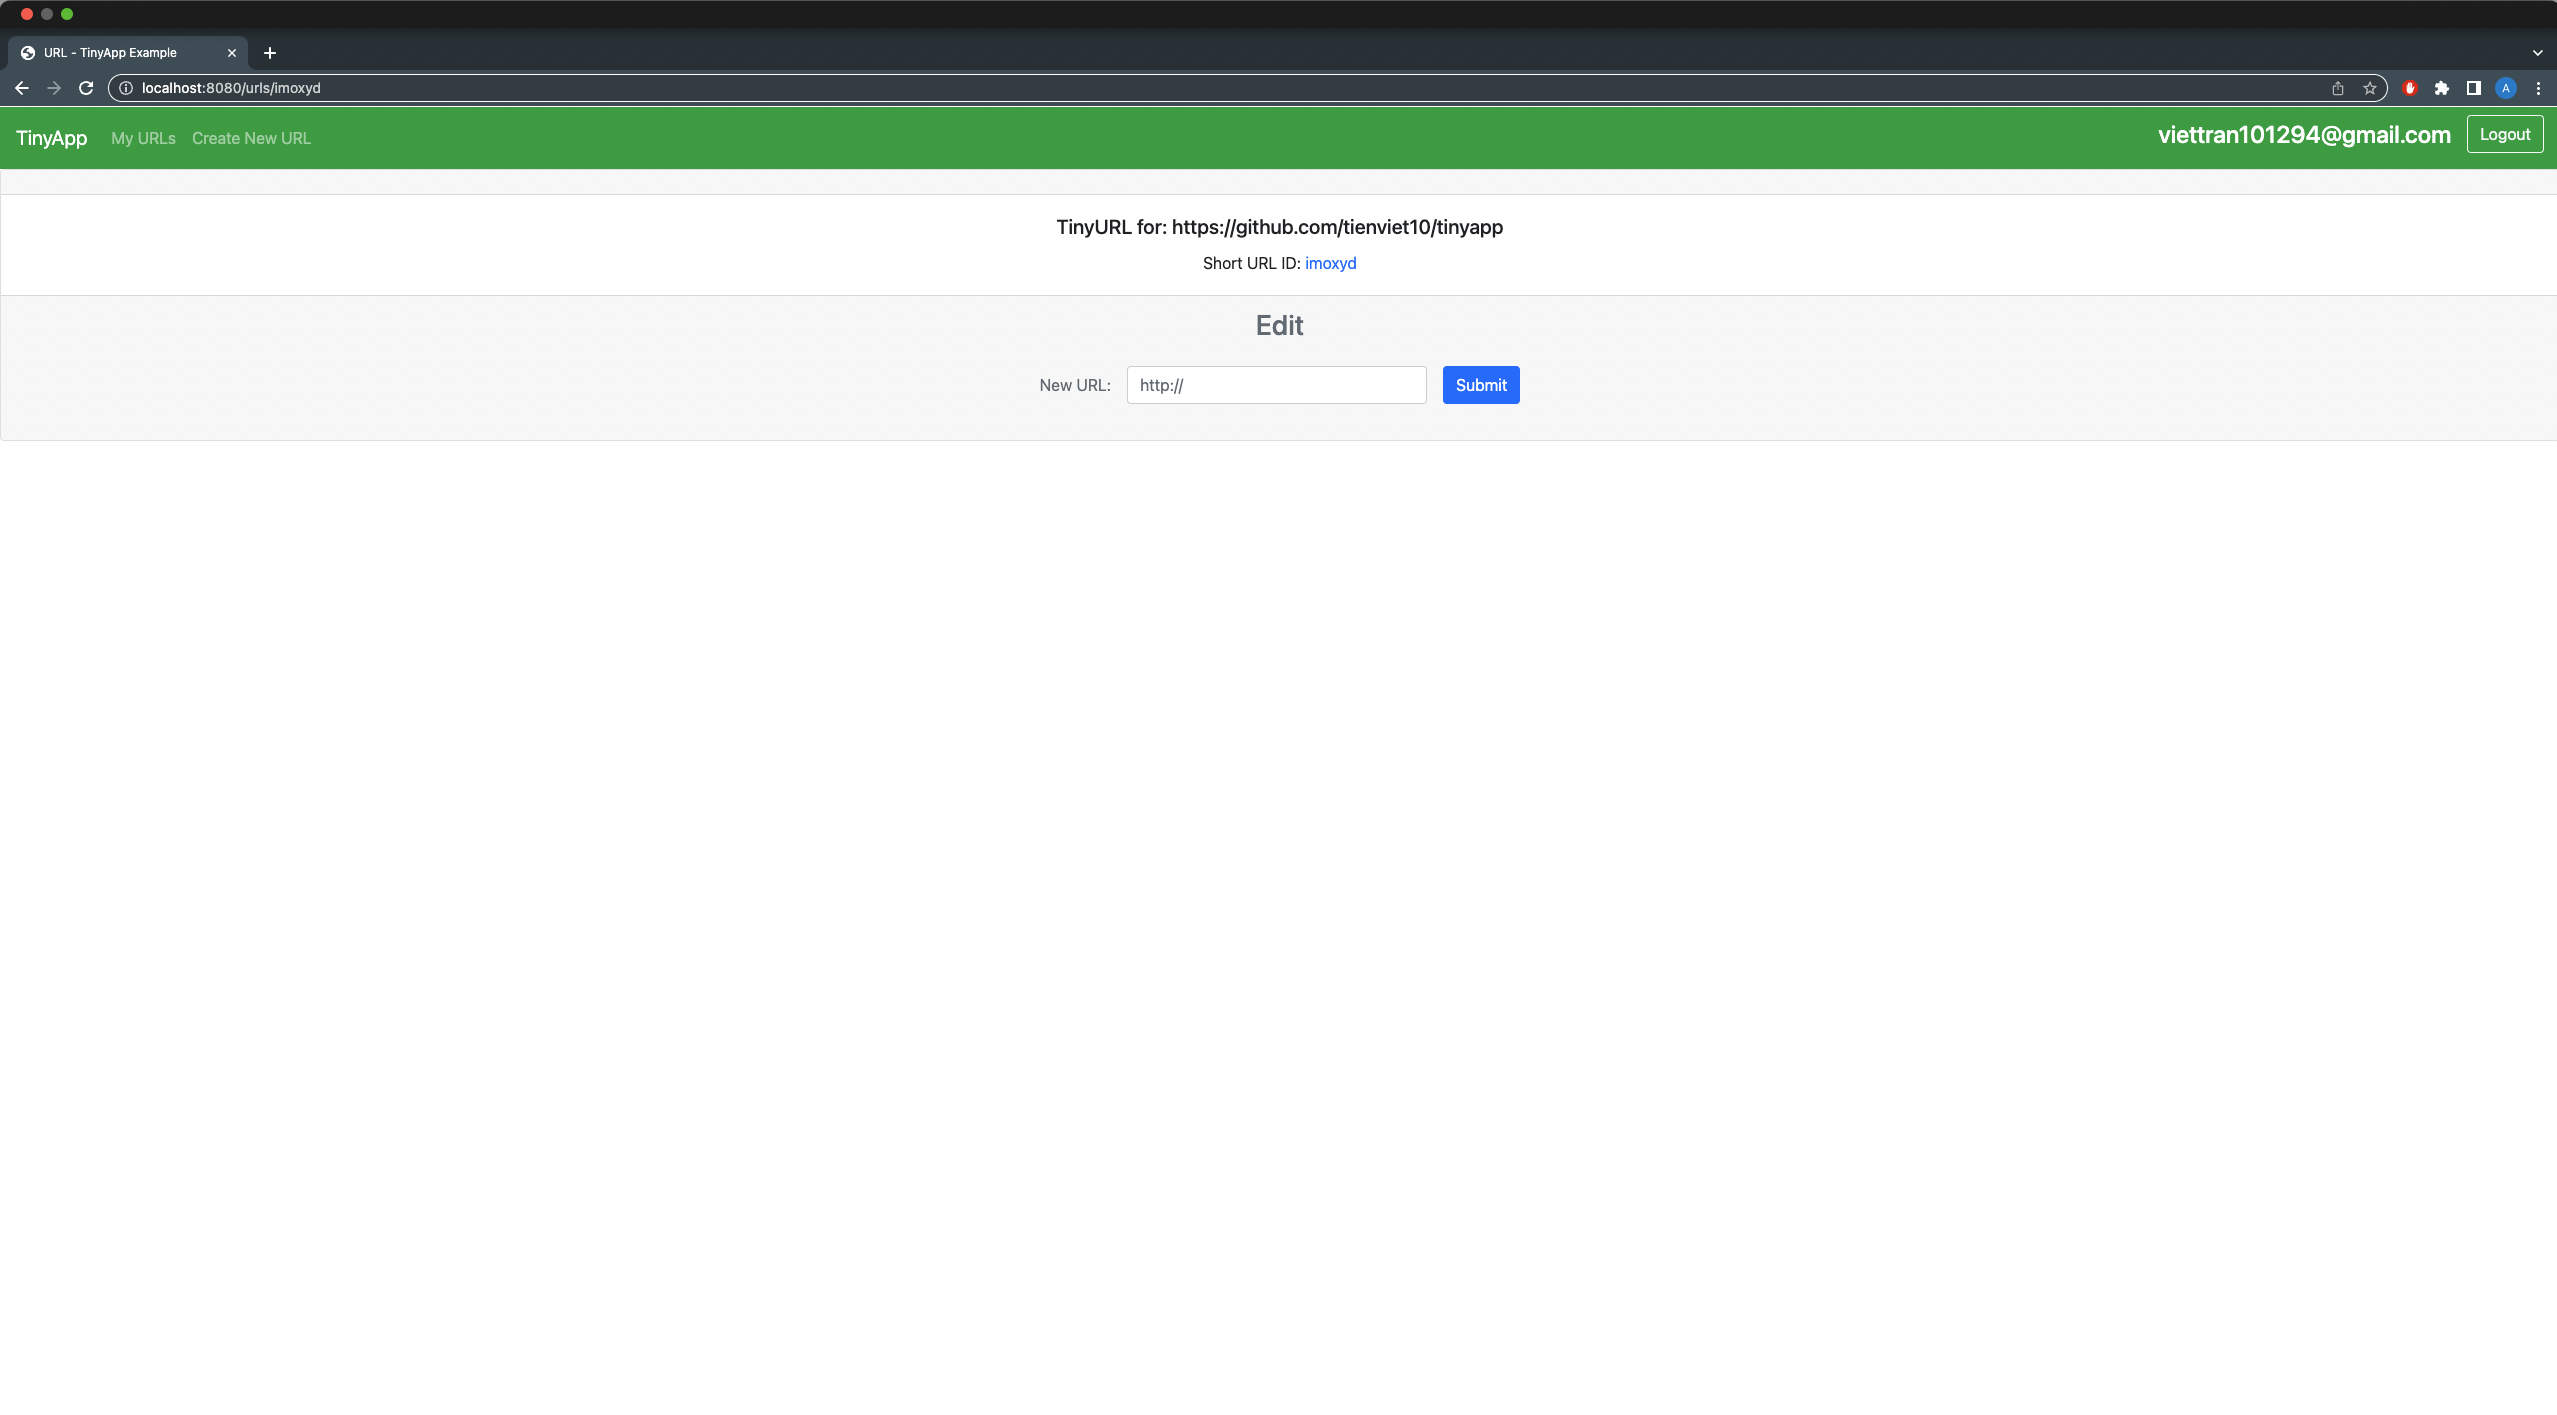 URL - TinyApp Example
localhost:8080/urls/imoxyd
A
TinyApp My URLs Create New URL viettran101294@gmail.com Logout
TinyURL for: https://github.com/tienviet10/tinyapp
Short URL ID: imoxyd
Edit
New URL: http:// Submit